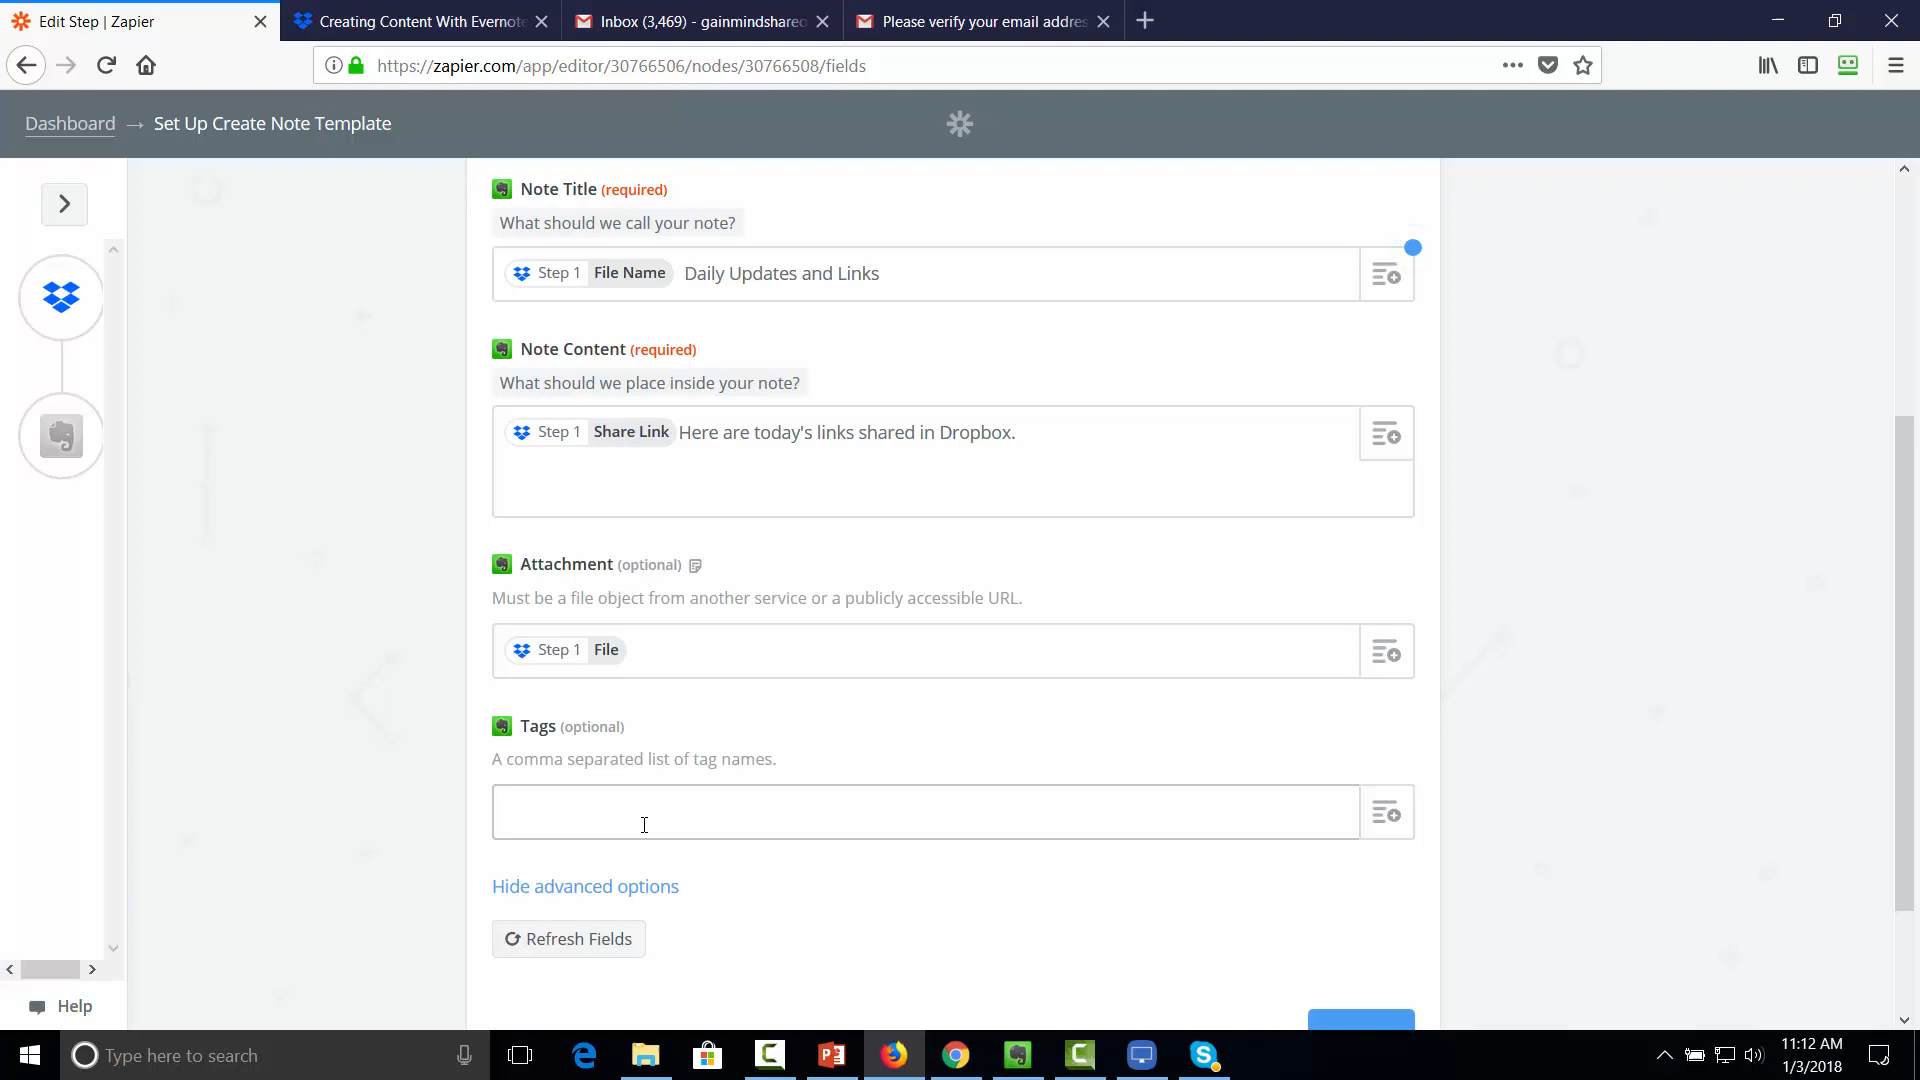 Edit Step | Zapier
Creating Content With Evernote
Inbox (3,469) - gainmindshare
Please verify your email addres
https://zapier.com/app/editor/30766506/nodes/30766508/fields
Dashboard → Set Up Create Note Template
Note Title (required)
What should we call your note?
Step 1 File Name Daily Updates and Links
Note Content (required)
What should we place inside your note?
Step 1 Share Link Here are today's links shared in Dropbox.
Attachment (optional)
Must be a file object from another service or a publicly accessible URL.
Step 1 File
Tags (optional)
A comma separated list of tag names.
Hide advanced options
Refresh Fields
Help
Type here to search
11:12 AM
1/3/2018